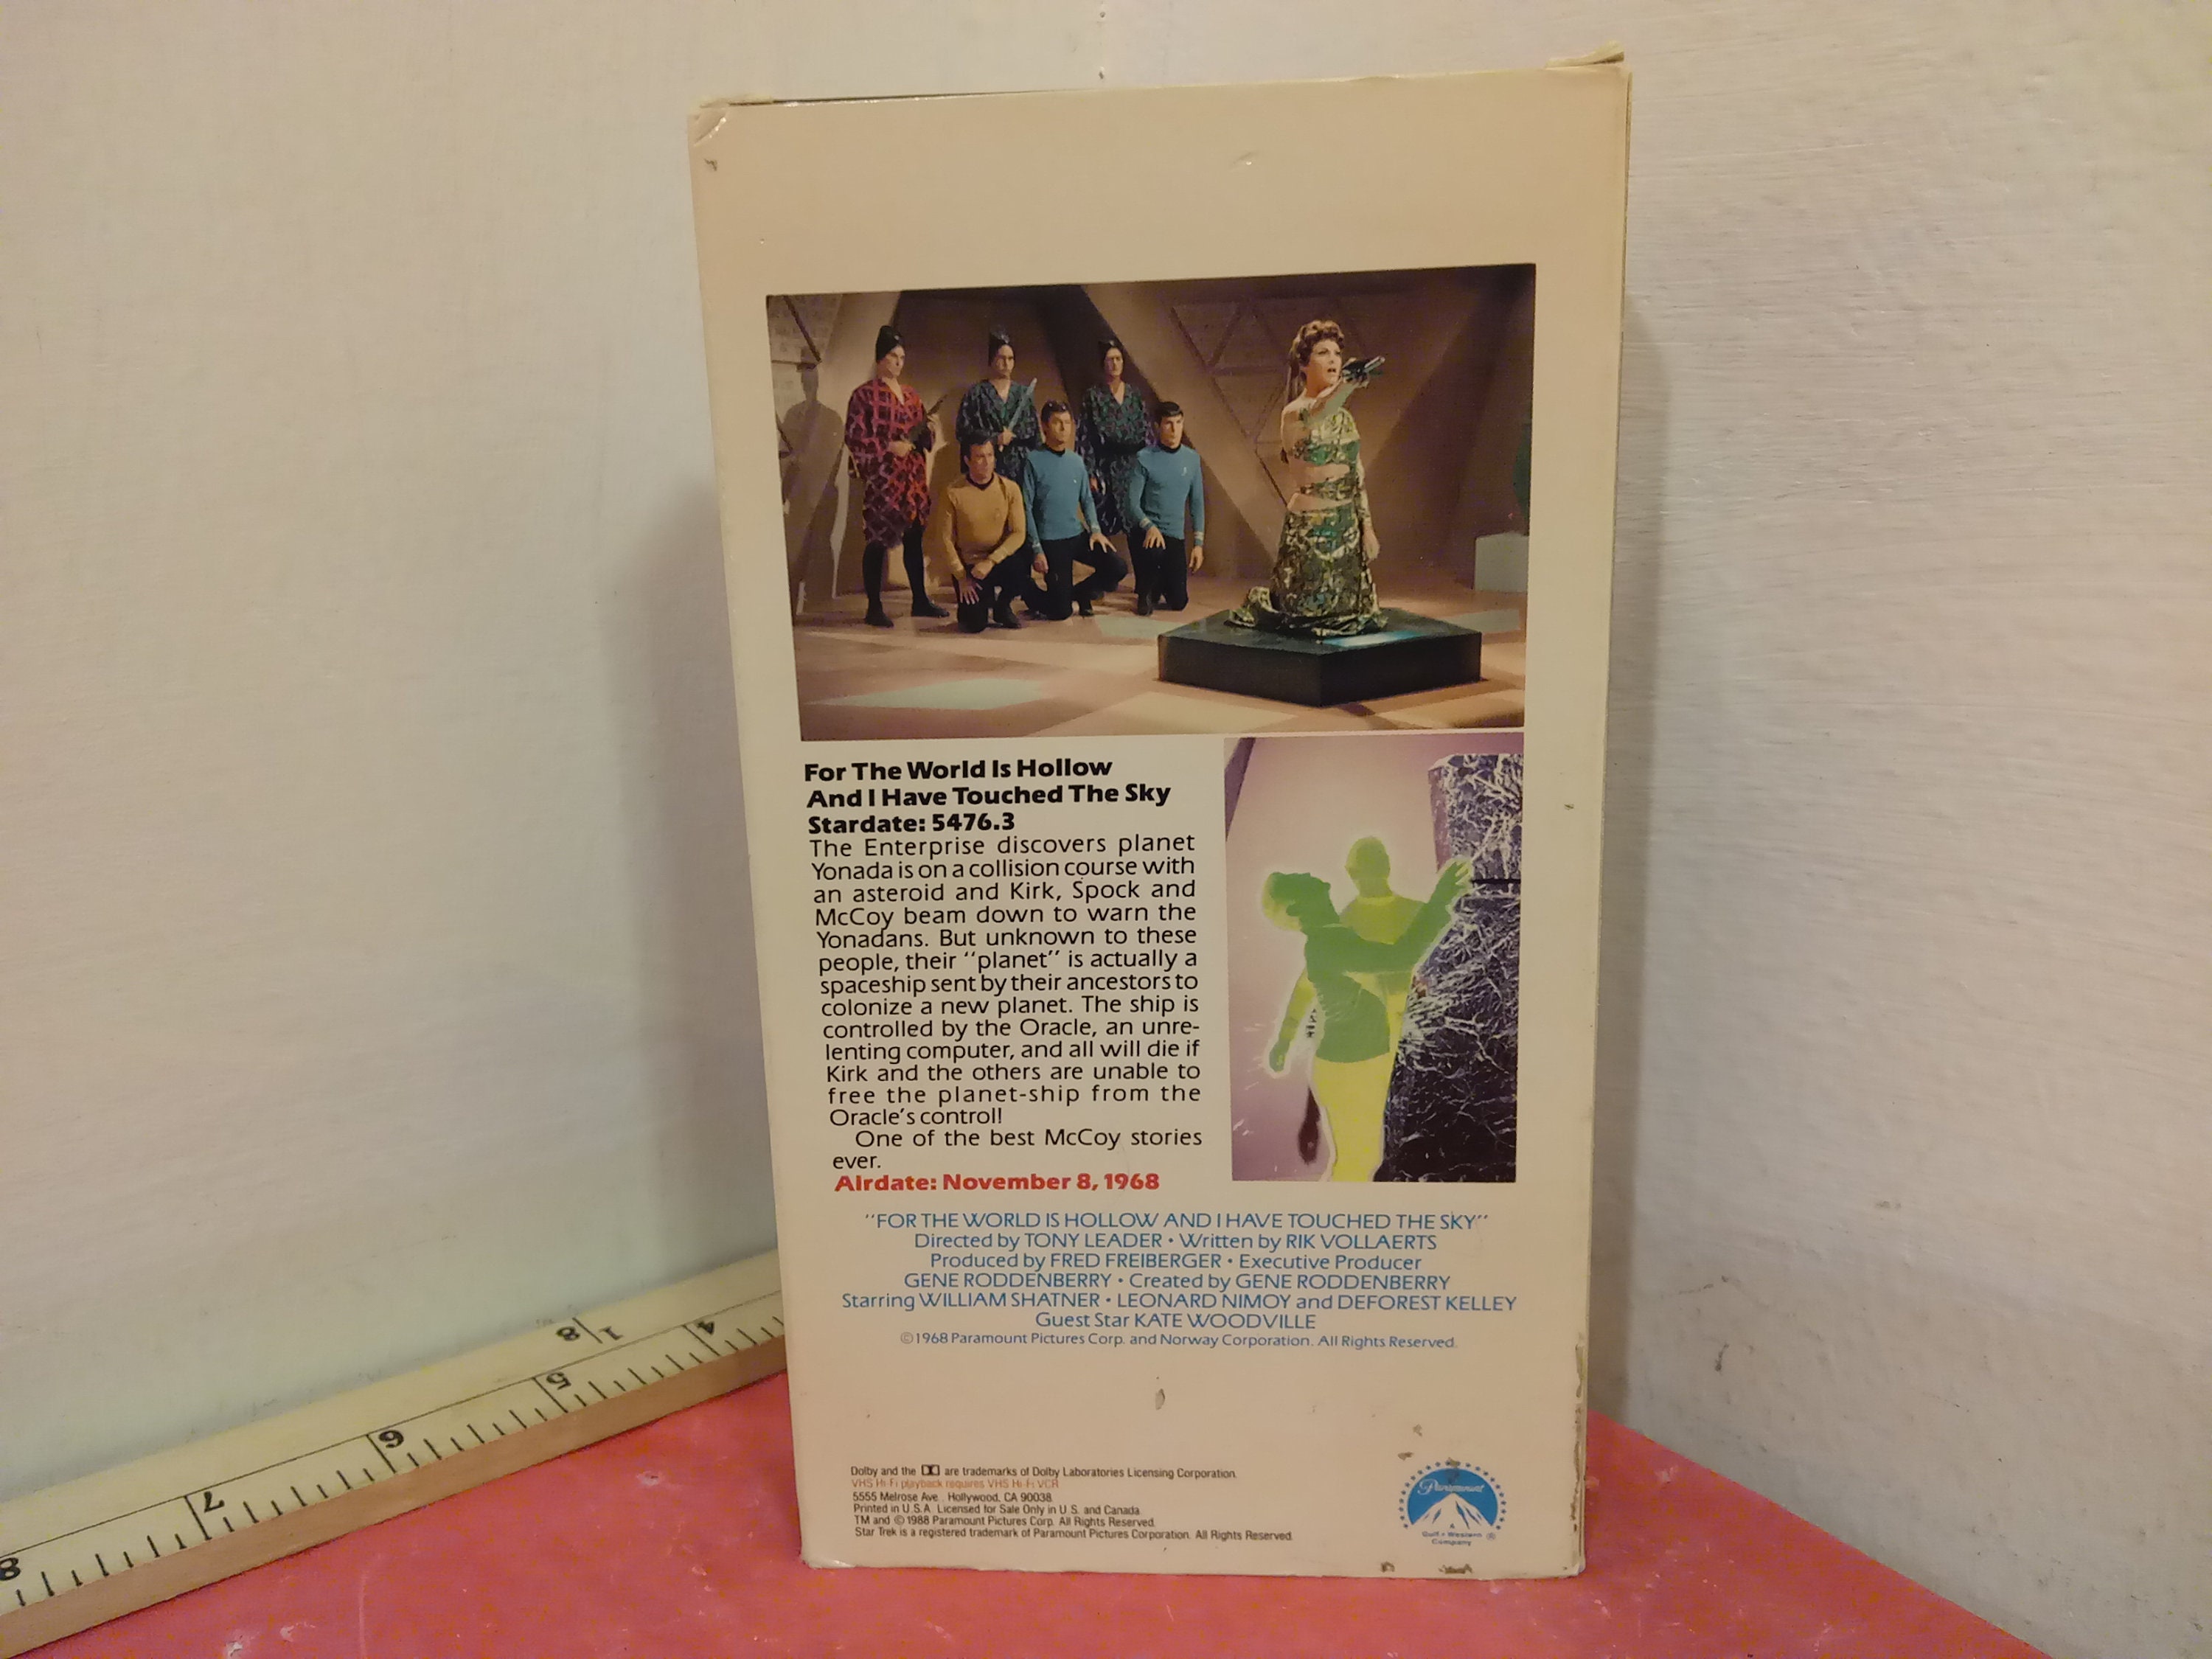 For The World Is Hollow
And I Have Touched The Sky
Stardate: 5476.3
The Enterprise discovers planet
Yonada is on a collision course with
an asteroid and Kirk, Spock and
McCoy beam down to warn the
Yonadans. But unknown to these
people, their "planet" is actually a
spaceship sent by their ancestors to
colonize a new planet. The ship is
controlled by the Oracle, an unre-
lenting computer, and all will die if
Kirk and the others are unable to
free the planet-ship from the
Oracle's control!
One of the best McCoy stories
ever.
Airdate: November 8, 1968
"FOR THE WORLD IS HOLLOW AND I HAVE TOUCHED THE SKY"
Directed by TONY LEADER • Written by RIK VOLLAERTS
Produced by FRED FREIBERGER • Executive Producer
GENE RODDENBERRY • Created by GENE RODDENBERRY
Starring WILLIAM SHATNER • LEONARD NIMOY and DEFOREST KELLEY
Guest Star KATE WOODVILLE
©1968 Paramount Pictures Corp. and Norway Corporation. All Rights Reserved.
Dolby and the DD are trademarks of Dolby Laboratories Licensing Corporation.
VHS Hi-Fi playback requires VHS Hi-Fi VCR
5555 Melrose Ave., Hollywood, CA 90038
Printed in U.S.A. Licensed for Sale Only in U.S. and Canada.
TM and © 1988 Paramount Pictures Corp. All Rights Reserved.
Star Trek is a registered trademark of Paramount Pictures Corporation. All Rights Reserved.
Paramount
A
Gulf + Western
Company
®
8 7 6 5 4
18